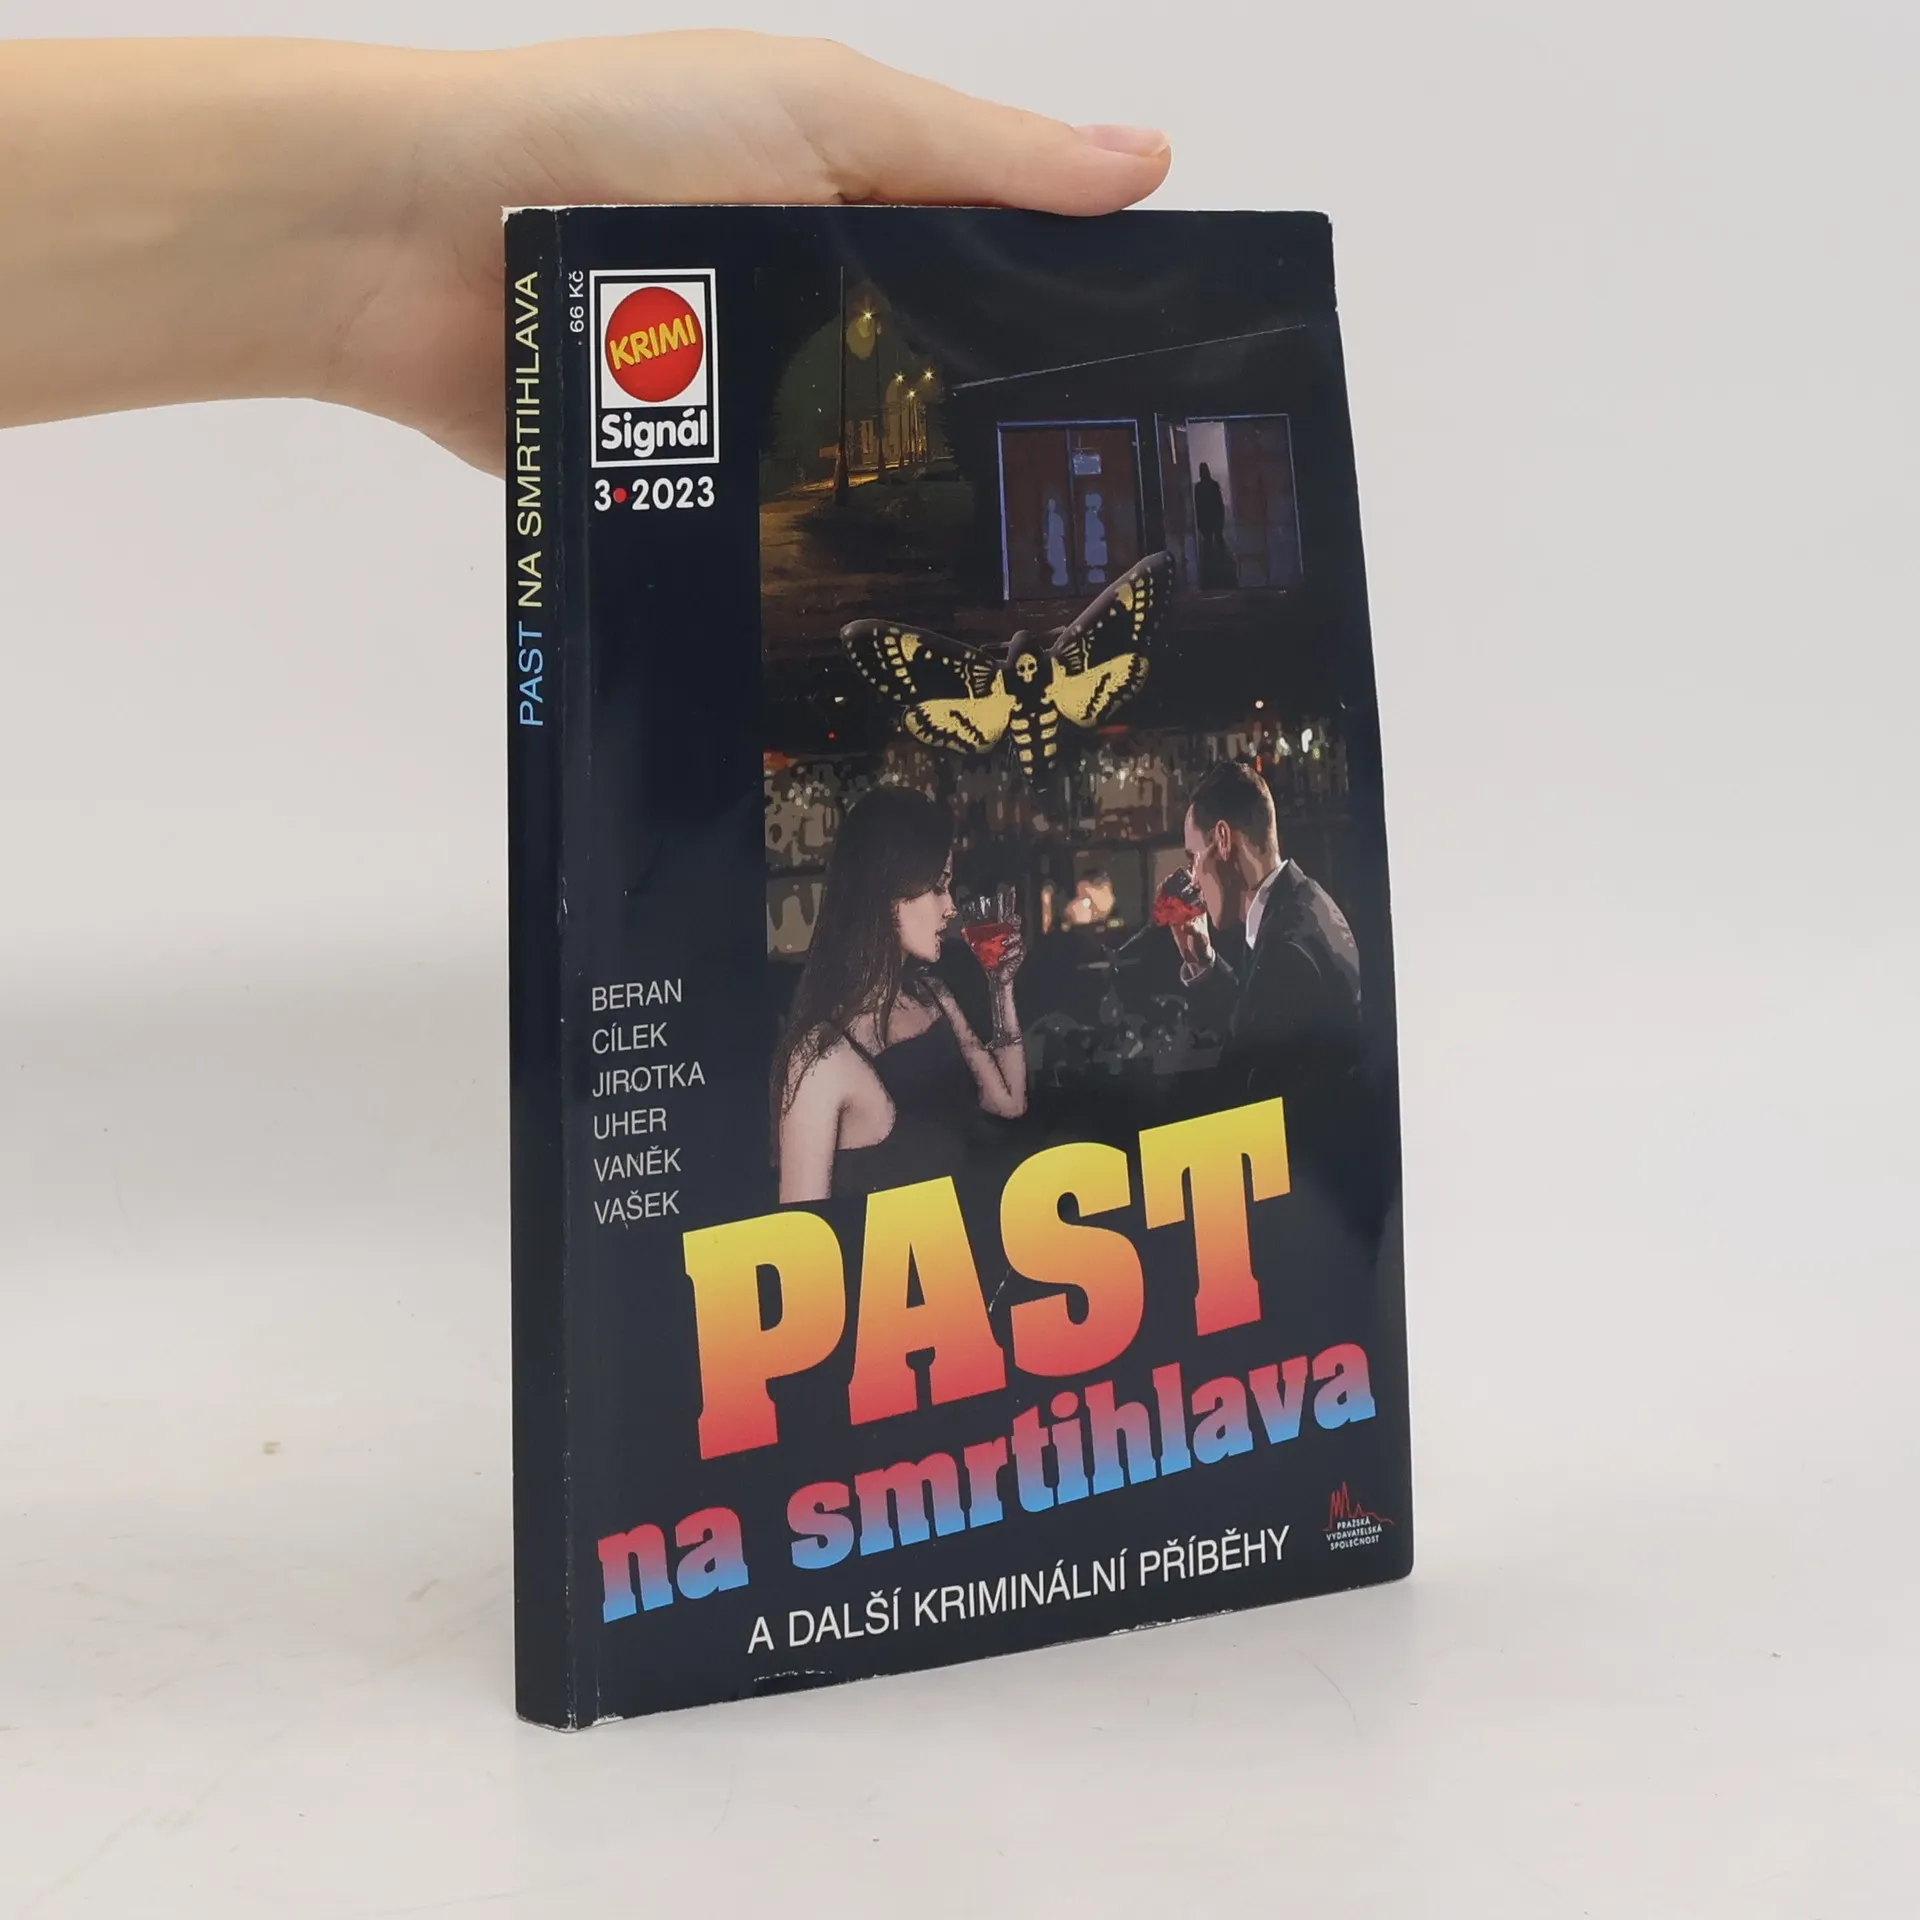 PAST NA SMRTIHLAVA
66 Kč
KRIMI
Signál
3•2023
BERAN
CÍLEK
JIROTKA
UHER
VANĚK
VAŠEK
PAST
na smrtihlava
A DALŠÍ KRIMINÁLNÍ PŘÍBĚHY
PRAŽSKÁ
VYDAVATELSKÁ
SPOLEČNOST